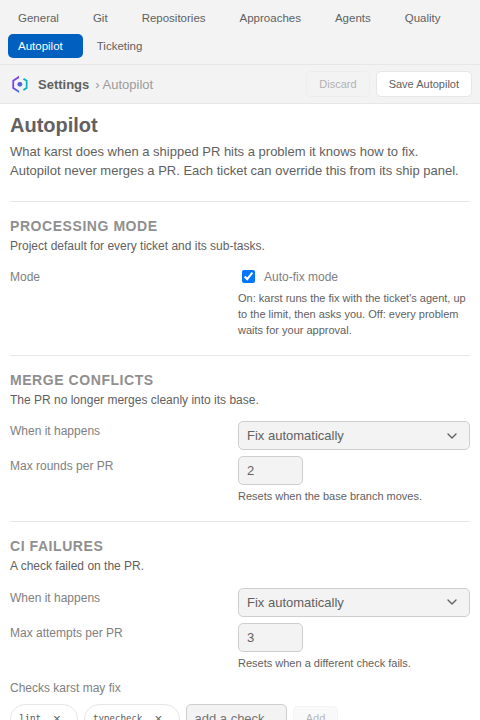 General Git Repositories Approaches Agents Quality
Autopilot Ticketing
Settings › Autopilot Discard Save Autopilot
Autopilot
What karst does when a shipped PR hits a problem it knows how to fix.
Autopilot never merges a PR. Each ticket can override this from its ship panel.
PROCESSING MODE
Project default for every ticket and its sub-tasks.
Mode Auto-fix mode
On: karst runs the fix with the ticket's agent, up
to the limit, then asks you. Off: every problem
waits for your approval.
MERGE CONFLICTS
The PR no longer merges cleanly into its base.
When it happens Fix automatically
Max rounds per PR 2
Resets when the base branch moves.
CI FAILURES
A check failed on the PR.
When it happens Fix automatically
Max attempts per PR 3
Resets when a different check fails.
Checks karst may fix
lint × typecheck × add a check Add